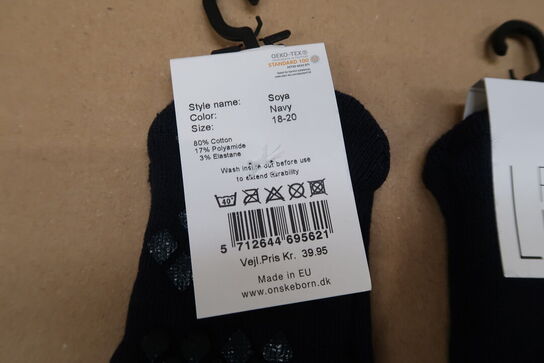 OEKO-TEX®
STANDARD 100
Style name: Soya
Color: Navy
Size: 18-20
80% Cotton
17% Polyamide
3% Elastane
Wash inside out before use
to extend durability
40°
5 712644 695621
Vejl.Pris Kr. 39.95
Made in EU
www.onskeborn.dk